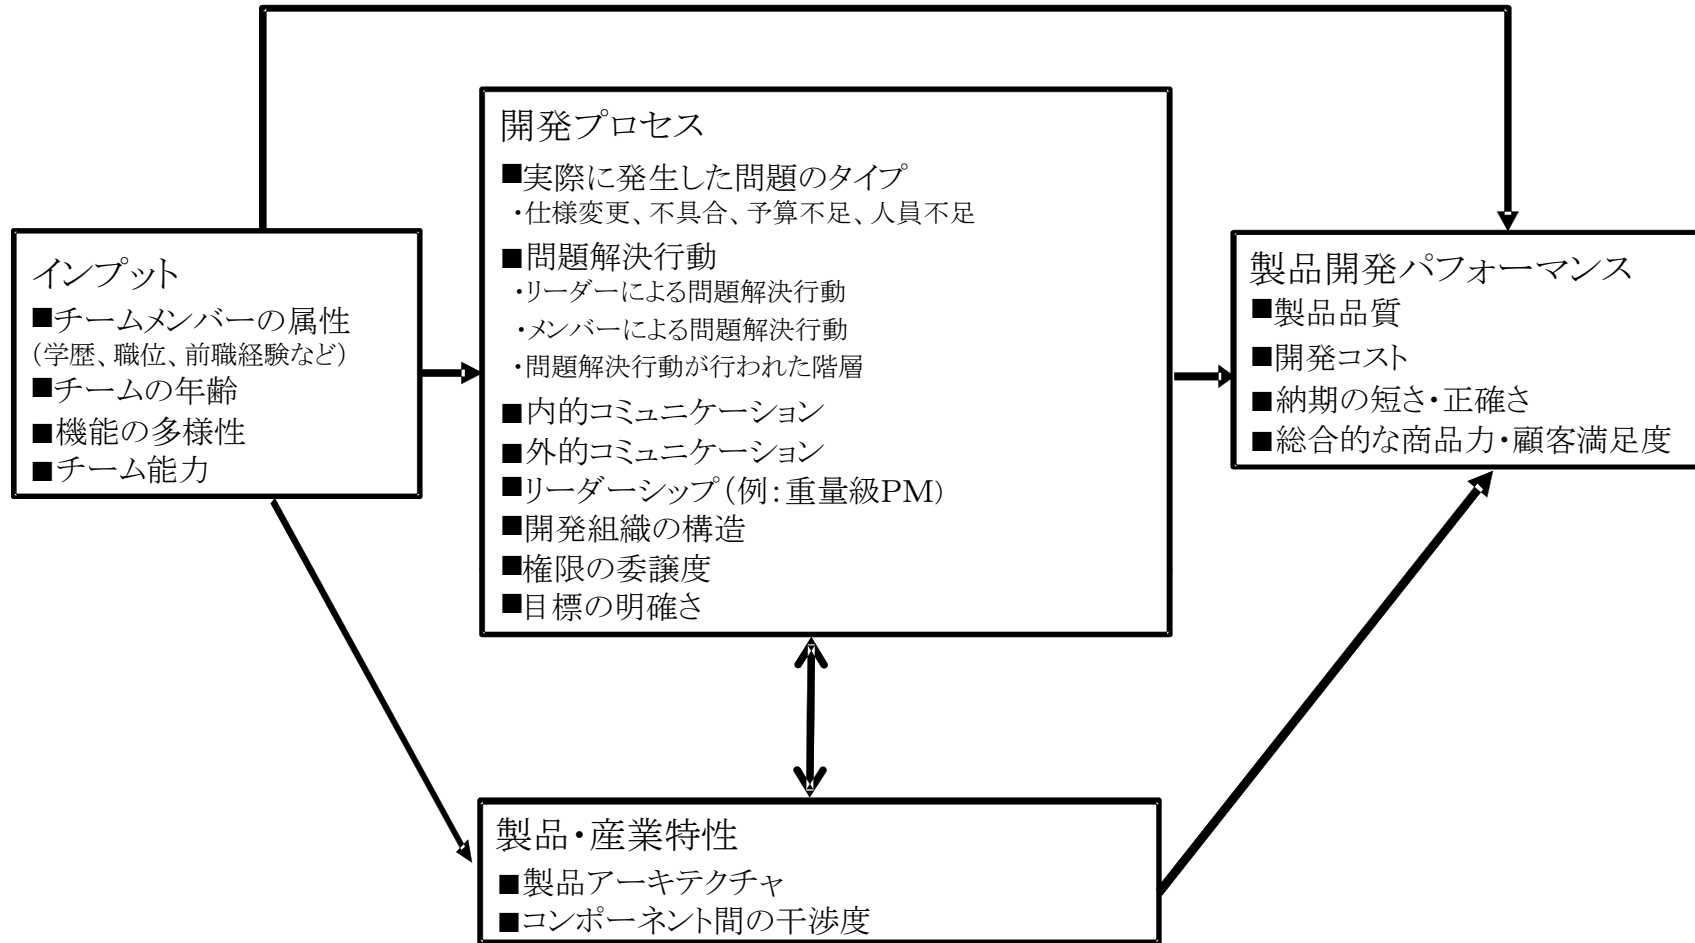 開発プロセス
■実際に発生した問題のタイプ
・仕様変更、不具合、予算不足、人員不足
■問題解決行動
・リーダーによる問題解決行動
・メンバーによる問題解決行動
・問題解決行動が行われた階層
■内的コミュニケーション
■外的コミュニケーション
■リーダーシップ（例：重量級PM）
■開発組織の構造
■権限の委譲度
■目標の明確さ
インプット
■チームメンバーの属性
（学歴、職位、前職経験など）
■チームの年齢
■機能の多様性
■チーム能力
製品開発パフォーマンス
■製品品質
■開発コスト
■納期の短さ・正確さ
■総合的な商品力・顧客満足度
製品・産業特性
■製品アーキテクチャ
■コンポーネント間の干渉度